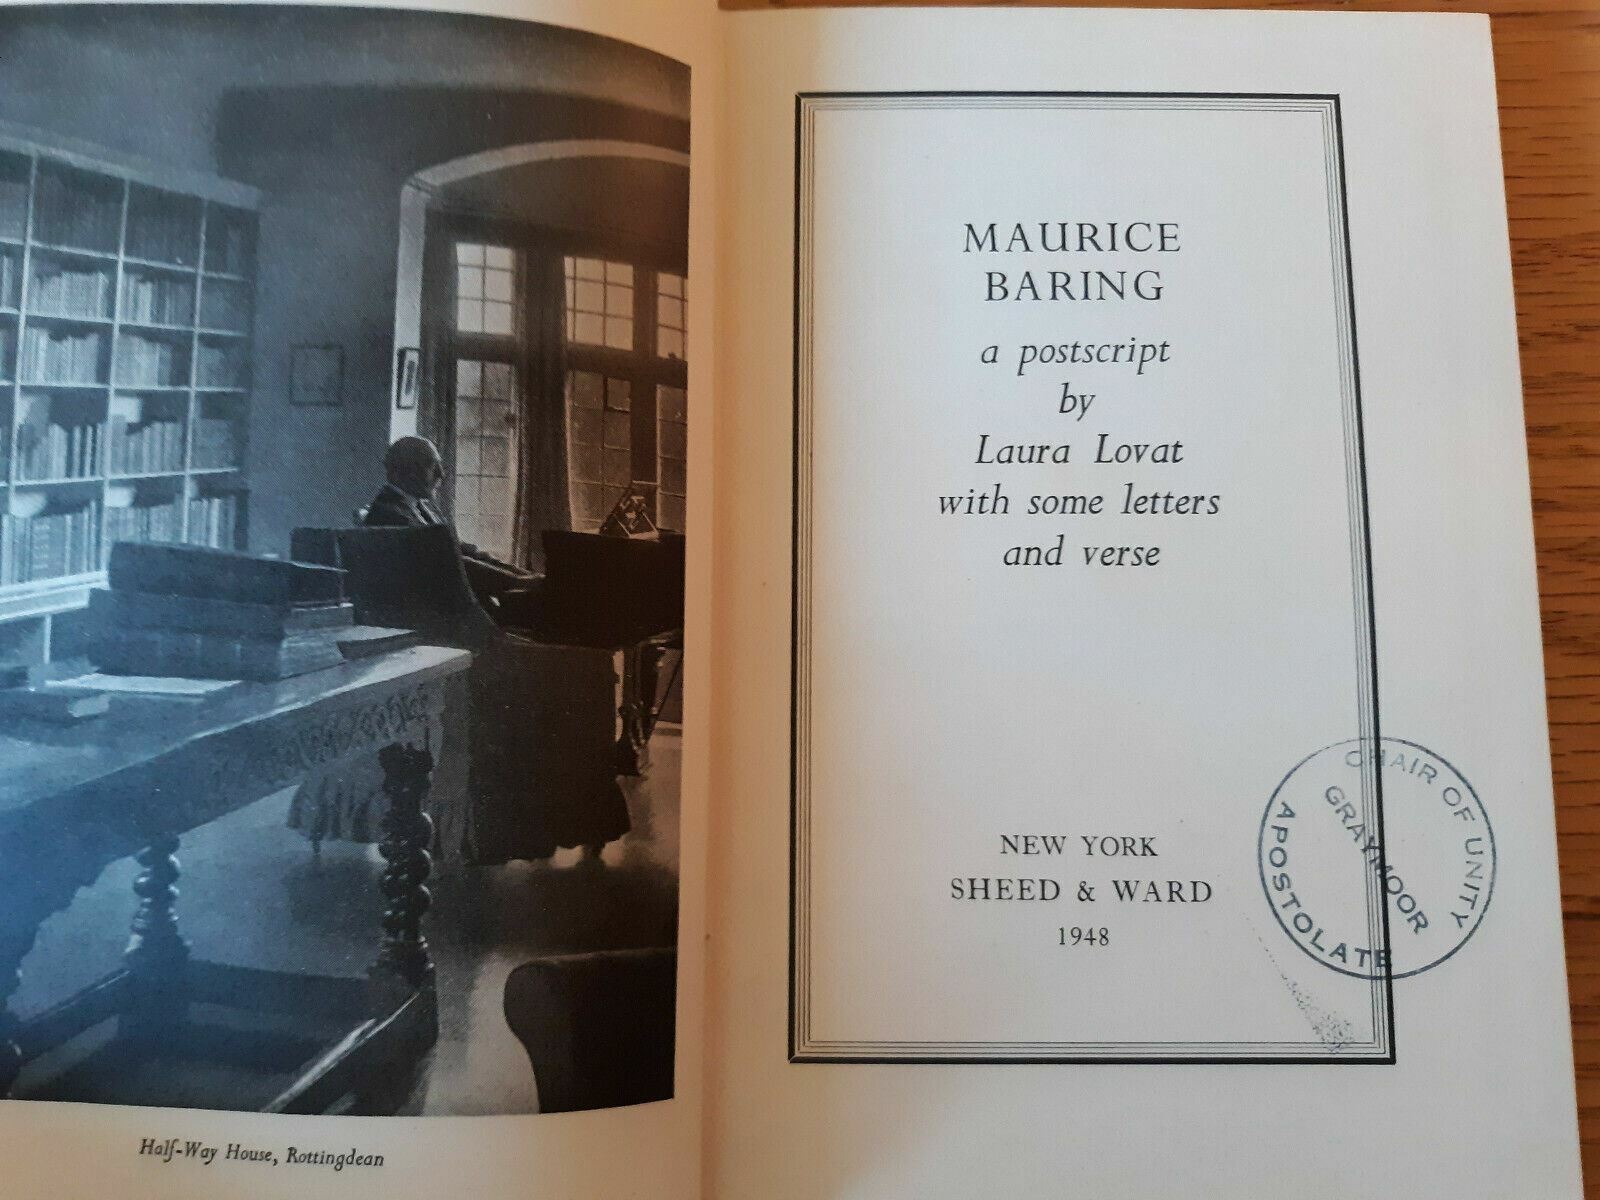 Half-Way House, Rottingdean
MAURICE
BARING
a postscript
by
Laura Lovat
with some letters
and verse
NEW YORK
SHEED & WARD
1948
CHAIR OF UNITY
GRAYMOOR
APOSTOLATE